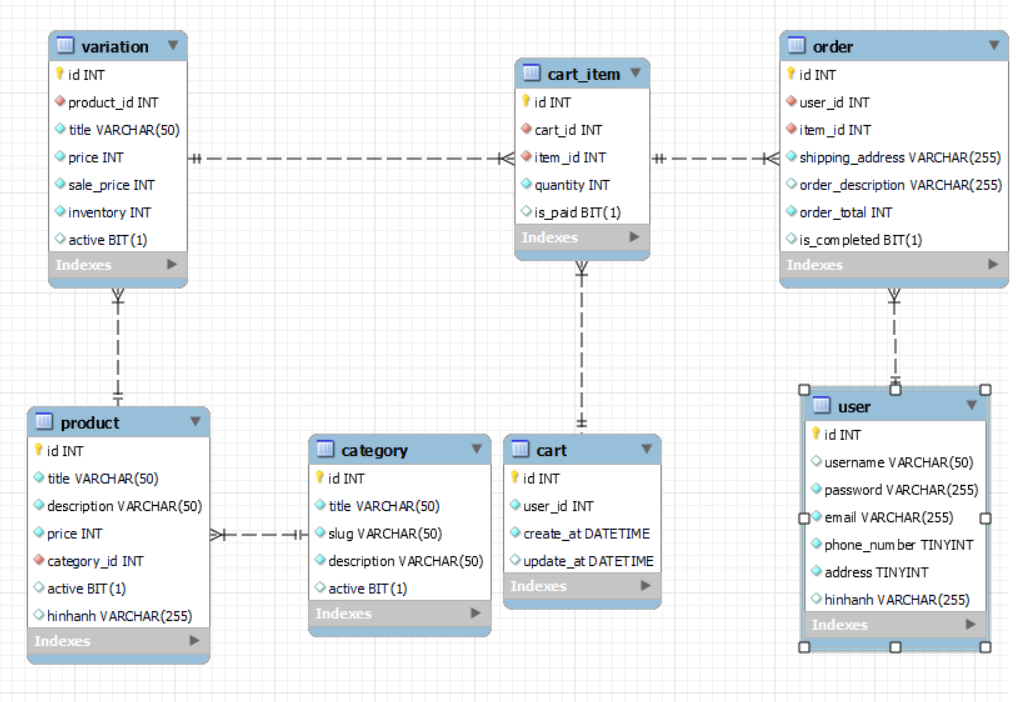 variation
id INT
product_id INT
title VARCHAR(50)
price INT
sale_price INT
inventory INT
active BIT(1)
Indexes
cart_item
id INT
cart_id INT
item_id INT
quantity INT
is_paid BIT(1)
Indexes
order
id INT
user_id INT
item_id INT
shipping_address VARCHAR(255)
order_description VARCHAR(255)
order_total INT
is_completed BIT(1)
Indexes
product
id INT
title VARCHAR(50)
description VARCHAR(50)
price INT
category_id INT
active BIT(1)
hinhanh VARCHAR(255)
Indexes
category
id INT
title VARCHAR(50)
slug VARCHAR(50)
description VARCHAR(50)
active BIT(1)
Indexes
cart
id INT
user_id INT
create_at DATETIME
update_at DATETIME
Indexes
user
id INT
username VARCHAR(50)
password VARCHAR(255)
email VARCHAR(255)
phone_number TINYINT
address TINYINT
hinhanh VARCHAR(255)
Indexes